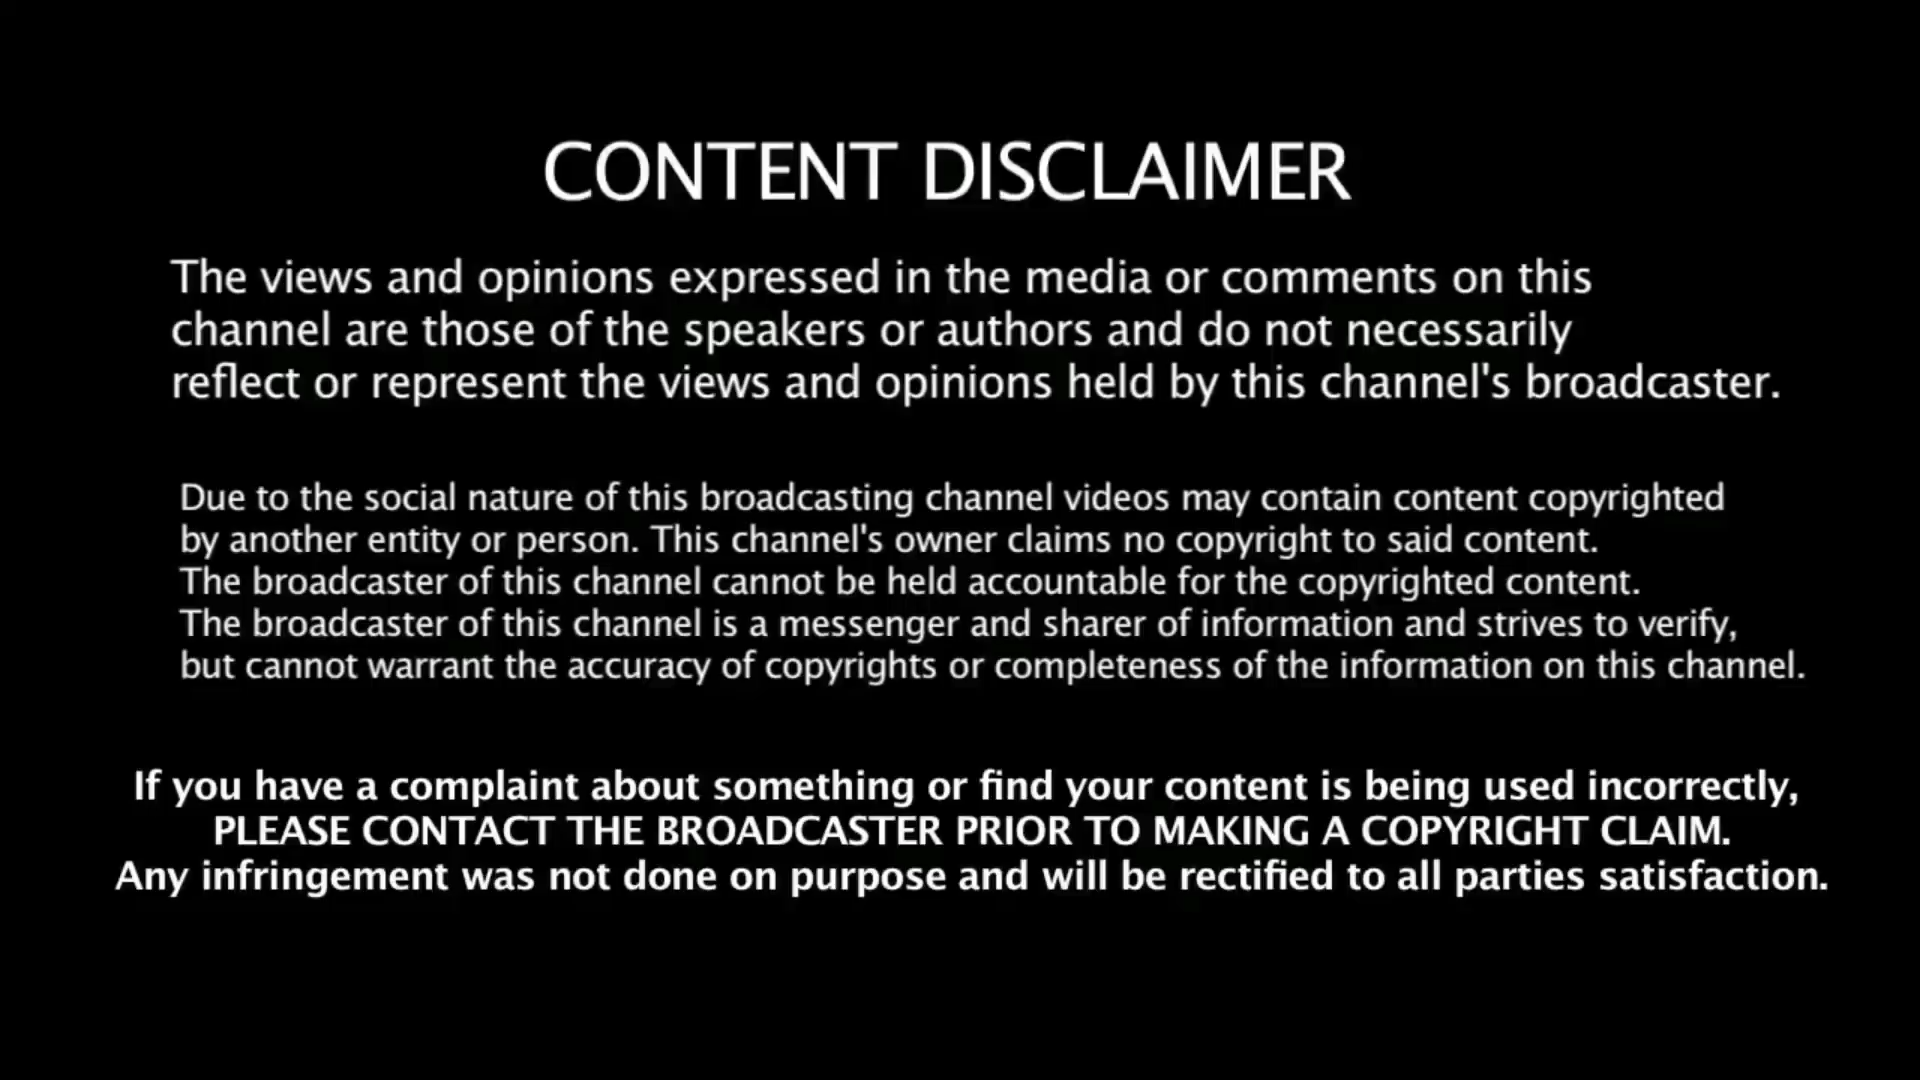 CONTENT DISCLAIMER
The views and opinions expressed in the media or comments on this
channel are those of the speakers or authors and do not necessarily
reflect or represent the views and opinions held by this channel's broadcaster.
Due to the social nature of this broadcasting channel videos may contain content copyrighted
by another entity or person. This channel's owner claims no copyright to said content.
The broadcaster of this channel cannot be held accountable for the copyrighted content.
The broadcaster of this channel is a messenger and sharer of information and strives to verify,
but cannot warrant the accuracy of copyrights or completeness of the information on this channel.
If you have a complaint about something or find your content is being used incorrectly,
PLEASE CONTACT THE BROADCASTER PRIOR TO MAKING A COPYRIGHT CLAIM.
Any infringement was not done on purpose and will be rectified to all parties satisfaction.